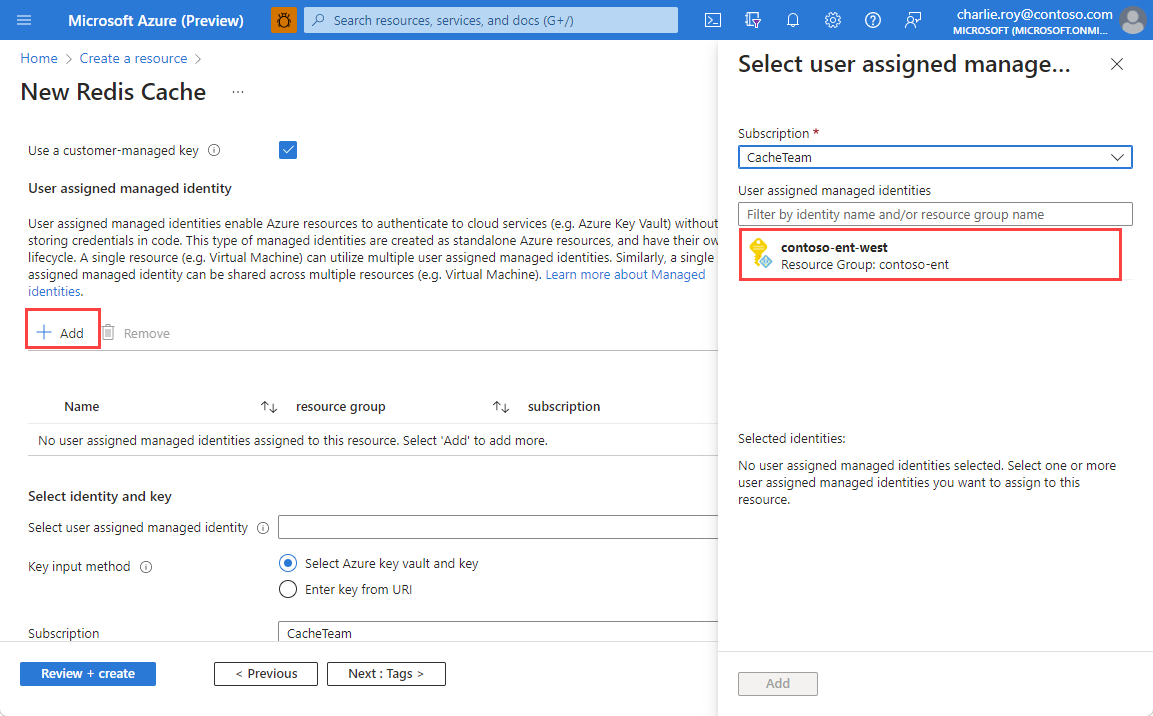 Microsoft Azure (Preview)
Search resources, services, and docs (G+/)
charlie.roy@contoso.com
MICROSOFT (MICROSOFT.ONMI...
Home > Create a resource >
New Redis Cache ...
Use a customer-managed key
User assigned managed identity
User assigned managed identities enable Azure resources to authenticate to cloud services (e.g. Azure Key Vault) without
storing credentials in code. This type of managed identities are created as standalone Azure resources, and have their ow
lifecycle. A single resource (e.g. Virtual Machine) can utilize multiple user assigned managed identities. Similarly, a single
assigned managed identity can be shared across multiple resources (e.g. Virtual Machine). Learn more about Managed
identities.
Add Remove
Name resource group subscription
No user assigned managed identities assigned to this resource. Select 'Add' to add more.
Select identity and key
Select user assigned managed identity
Key input method
Select Azure key vault and key
Enter key from URI
Subscription
CacheTeam
Review + create
< Previous
Next : Tags >
Select user assigned manage...
Subscription *
CacheTeam
User assigned managed identities
Filter by identity name and/or resource group name
contoso-ent-west
Resource Group: contoso-ent
Selected identities:
No user assigned managed identities selected. Select one or more
user assigned managed identities you want to assign to this
resource.
Add